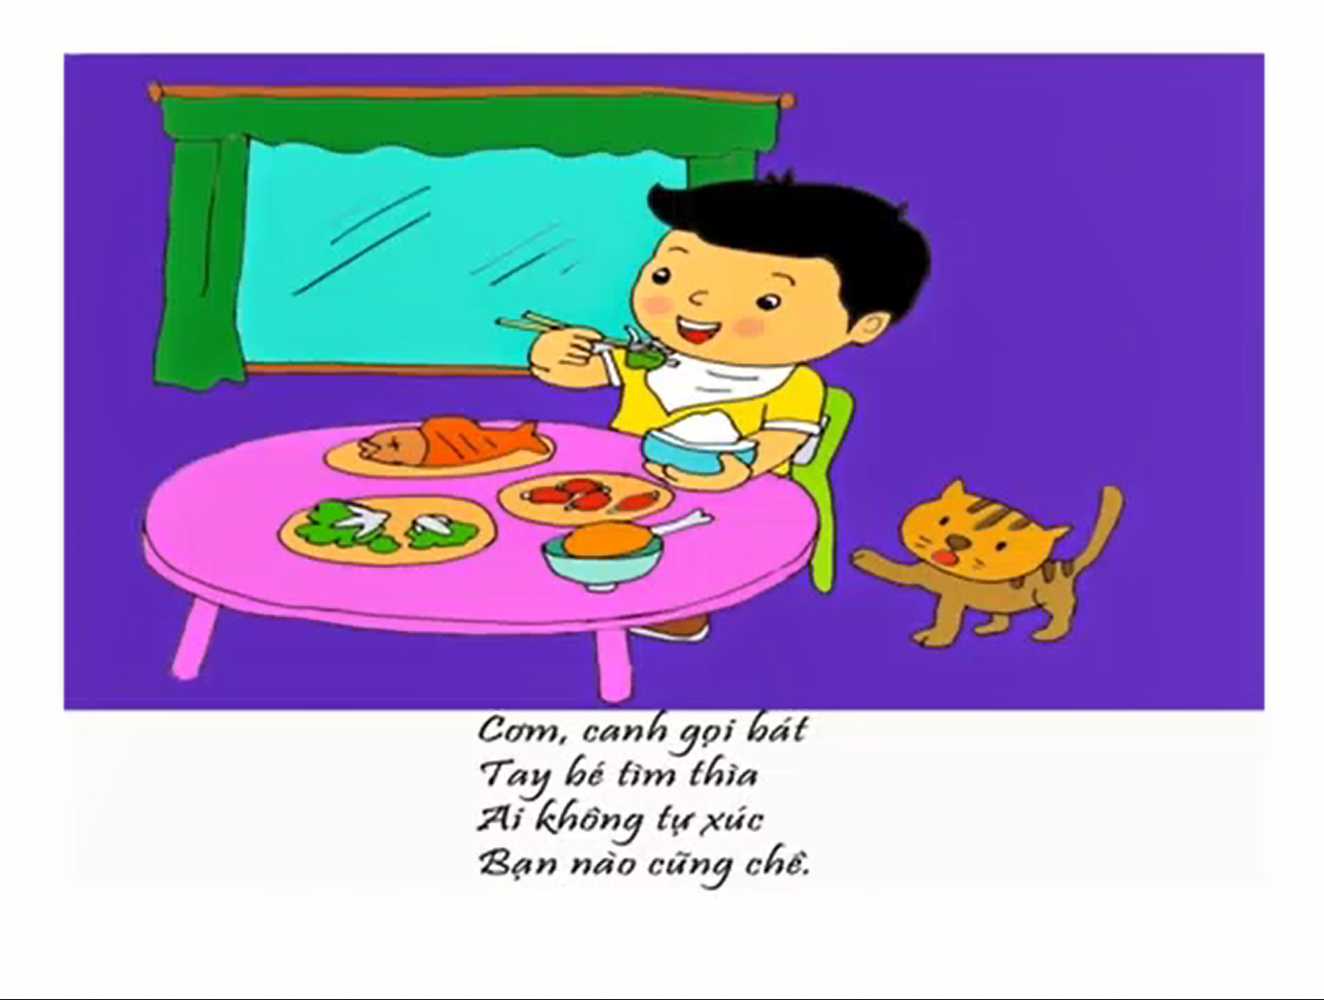 Cơm, canh gọi bát
Tay bé tìm thìa
Ai không tự xúc
Bạn nào cũng chê.